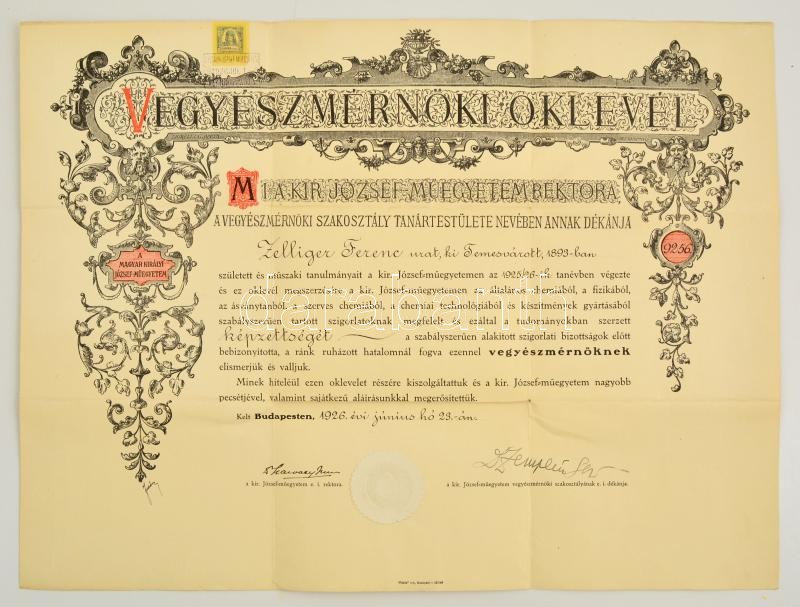 VEGYÉSZMÉRNÖKI OKLEVÉL
MI A KIR. JÓZSEF-MŰEGYETEM REKTORA,
A VEGYÉSZMÉRNÖKI SZAKOSZTÁLY TANÁRTESTÜLETE NEVÉBEN ANNAK DÉKÁNJA
Zelliger Ferenc urat, ki Temesvárott, 1893-ban
A
MAGYAR KIRÁLYI
JÓZSEF-MŰEGYETEM
9256.
született és műszaki tanulmányait a kir. József-műegyetemen az 1925/26-ik tanévben végezte
és ez oklevél megszerzésére a kir. József-műegyetemen az általános chemiából, a fizikából,
az ásványtanból, a szerves chemiából, a chemiai technológiából és készítmények gyártásából
szabályszerűen tartott szigorlatoknak megfelelt és ezáltal e tudományokban szerzett
képzettségét a szabályszerűen alakított szigorlati bizottságok előtt
bebizonyította, a ránk ruházott hatalomnál fogva ezennel vegyészmérnöknek
elismerjük és valljuk.
Minek hiteléül ezen oklevelet részére kiszolgáltattuk és a kir. József-műegyetem nagyobb
pecsétjével, valamint sajátkezű aláírásunkkal megerősítettük.
Kelt Budapesten, 1926. évi június hó 23-án.
a kir. József-műegyetem e. i. rektora.
a kir. József-műegyetem vegyészmérnöki szakosztályának e. i. dékánja.
darabanth